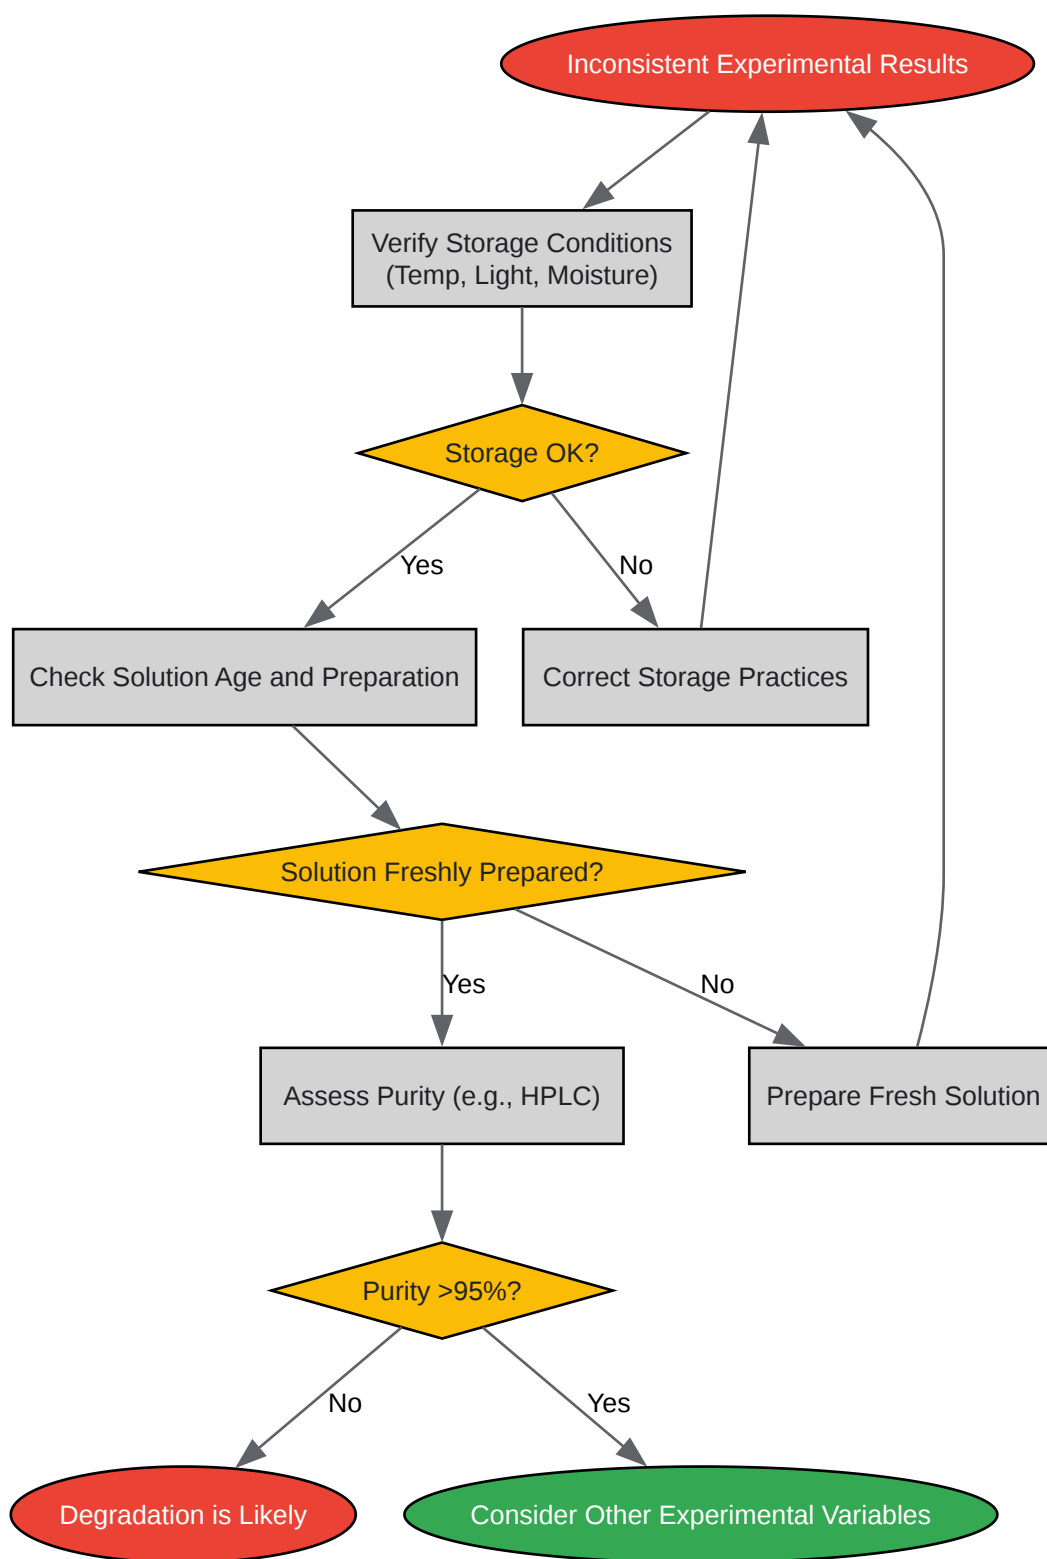 Inconsistent Experimental Results
Verify Storage Conditions
(Temp, Light, Moisture)
Storage OK?
Yes
No
Check Solution Age and Preparation
Correct Storage Practices
Solution Freshly Prepared?
Yes
No
Assess Purity (e.g., HPLC)
Prepare Fresh Solution
Purity >95%?
No
Yes
Degradation is Likely
Consider Other Experimental Variables